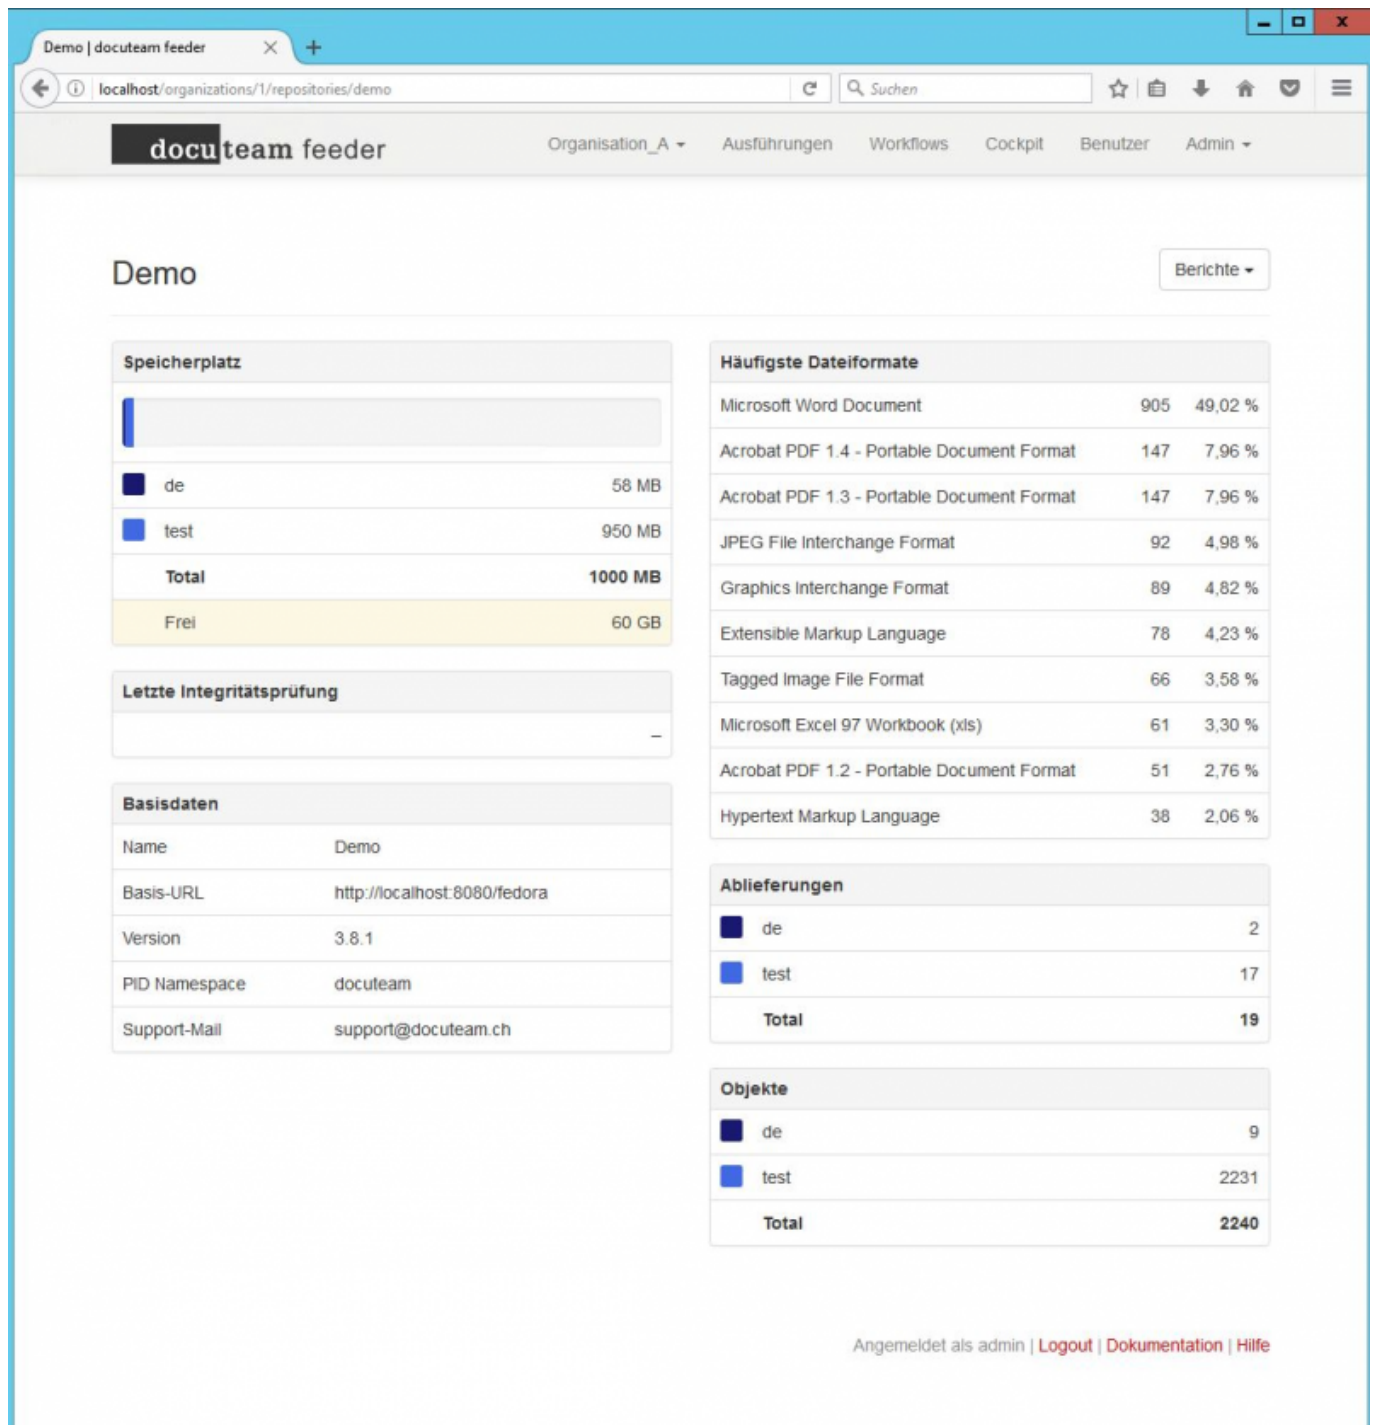 Demo | docuteam feeder
localhost/organizations/1/repositories/demo
Suchen
docuteam feeder
Organisation_A Ausführungen Workflows Cockpit Benutzer Admin
Demo
Berichte
Speicherplatz
de 58 MB
test 950 MB
Total 1000 MB
Frei 60 GB
Letzte Integritätsprüfung
–
Basisdaten
Name Demo
Basis-URL http://localhost:8080/fedora
Version 3.8.1
PID Namespace docuteam
Support-Mail support@docuteam.ch
Häufigste Dateiformate
Microsoft Word Document 905 49,02 %
Acrobat PDF 1.4 - Portable Document Format 147 7,96 %
Acrobat PDF 1.3 - Portable Document Format 147 7,96 %
JPEG File Interchange Format 92 4,98 %
Graphics Interchange Format 89 4,82 %
Extensible Markup Language 78 4,23 %
Tagged Image File Format 66 3,58 %
Microsoft Excel 97 Workbook (xls) 61 3,30 %
Acrobat PDF 1.2 - Portable Document Format 51 2,76 %
Hypertext Markup Language 38 2,06 %
Ablieferungen
de 2
test 17
Total 19
Objekte
de 9
test 2231
Total 2240
Angemeldet als admin | Logout | Dokumentation | Hilfe